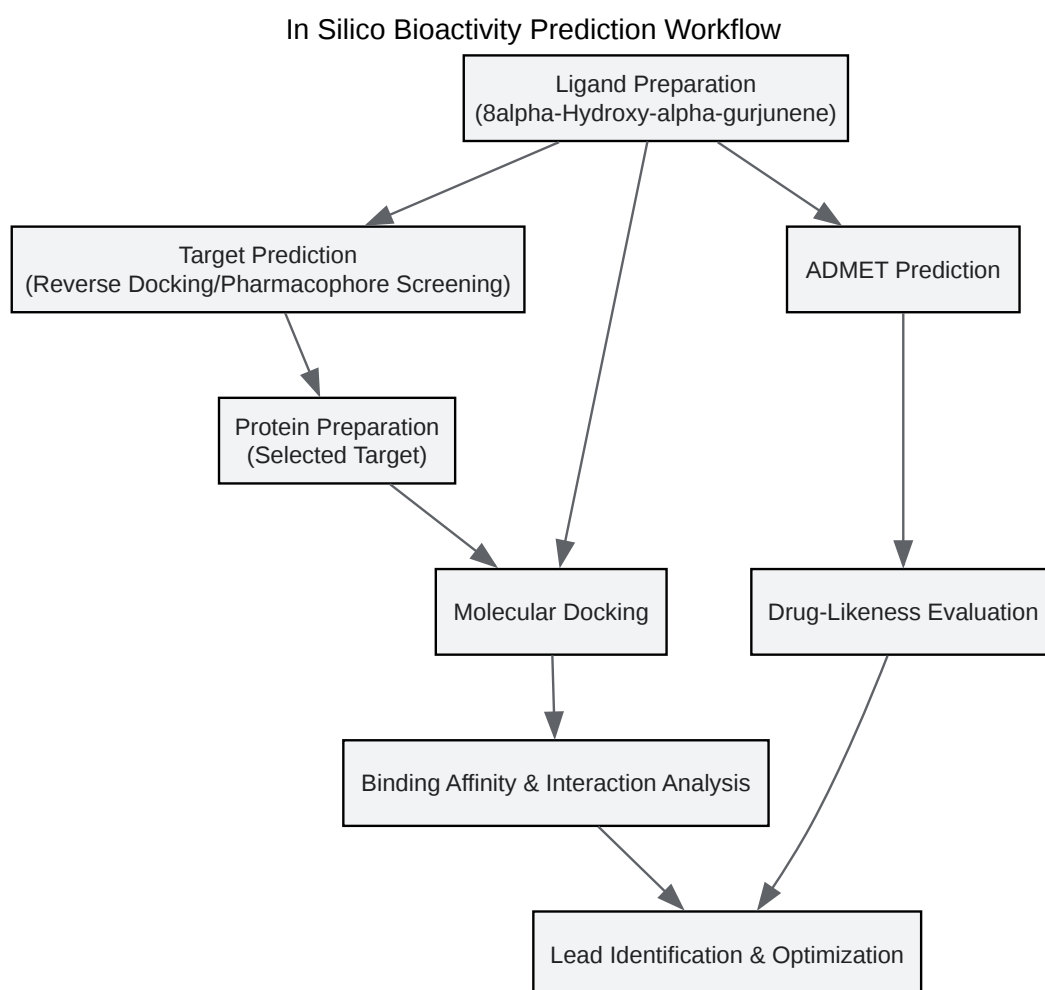 In Silico Bioactivity Prediction Workflow
Ligand Preparation
(8alpha-Hydroxy-alpha-gurjunene)
Target Prediction
(Reverse Docking/Pharmacophore Screening)
ADMET Prediction
Protein Preparation
(Selected Target)
Molecular Docking
Drug-Likeness Evaluation
Binding Affinity & Interaction Analysis
Lead Identification & Optimization